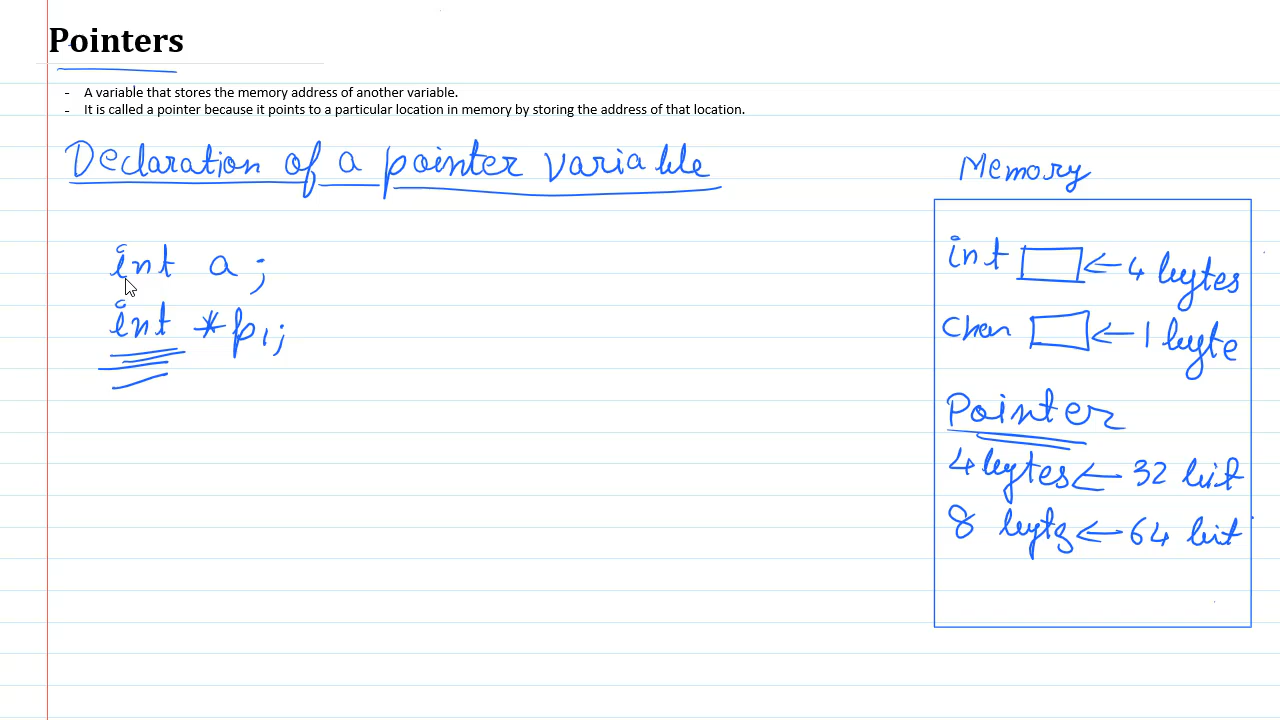 Pointers
- A variable that stores the memory address of another variable.
- It is called a pointer because it points to a particular location in memory by storing the address of that location.
Declaration of a pointer variable
int a ;
int *p1;
Memory
int ← 4 bytes
char ← 1 byte
Pointer
4 bytes ← 32 bit
8 bytes ← 64 bit